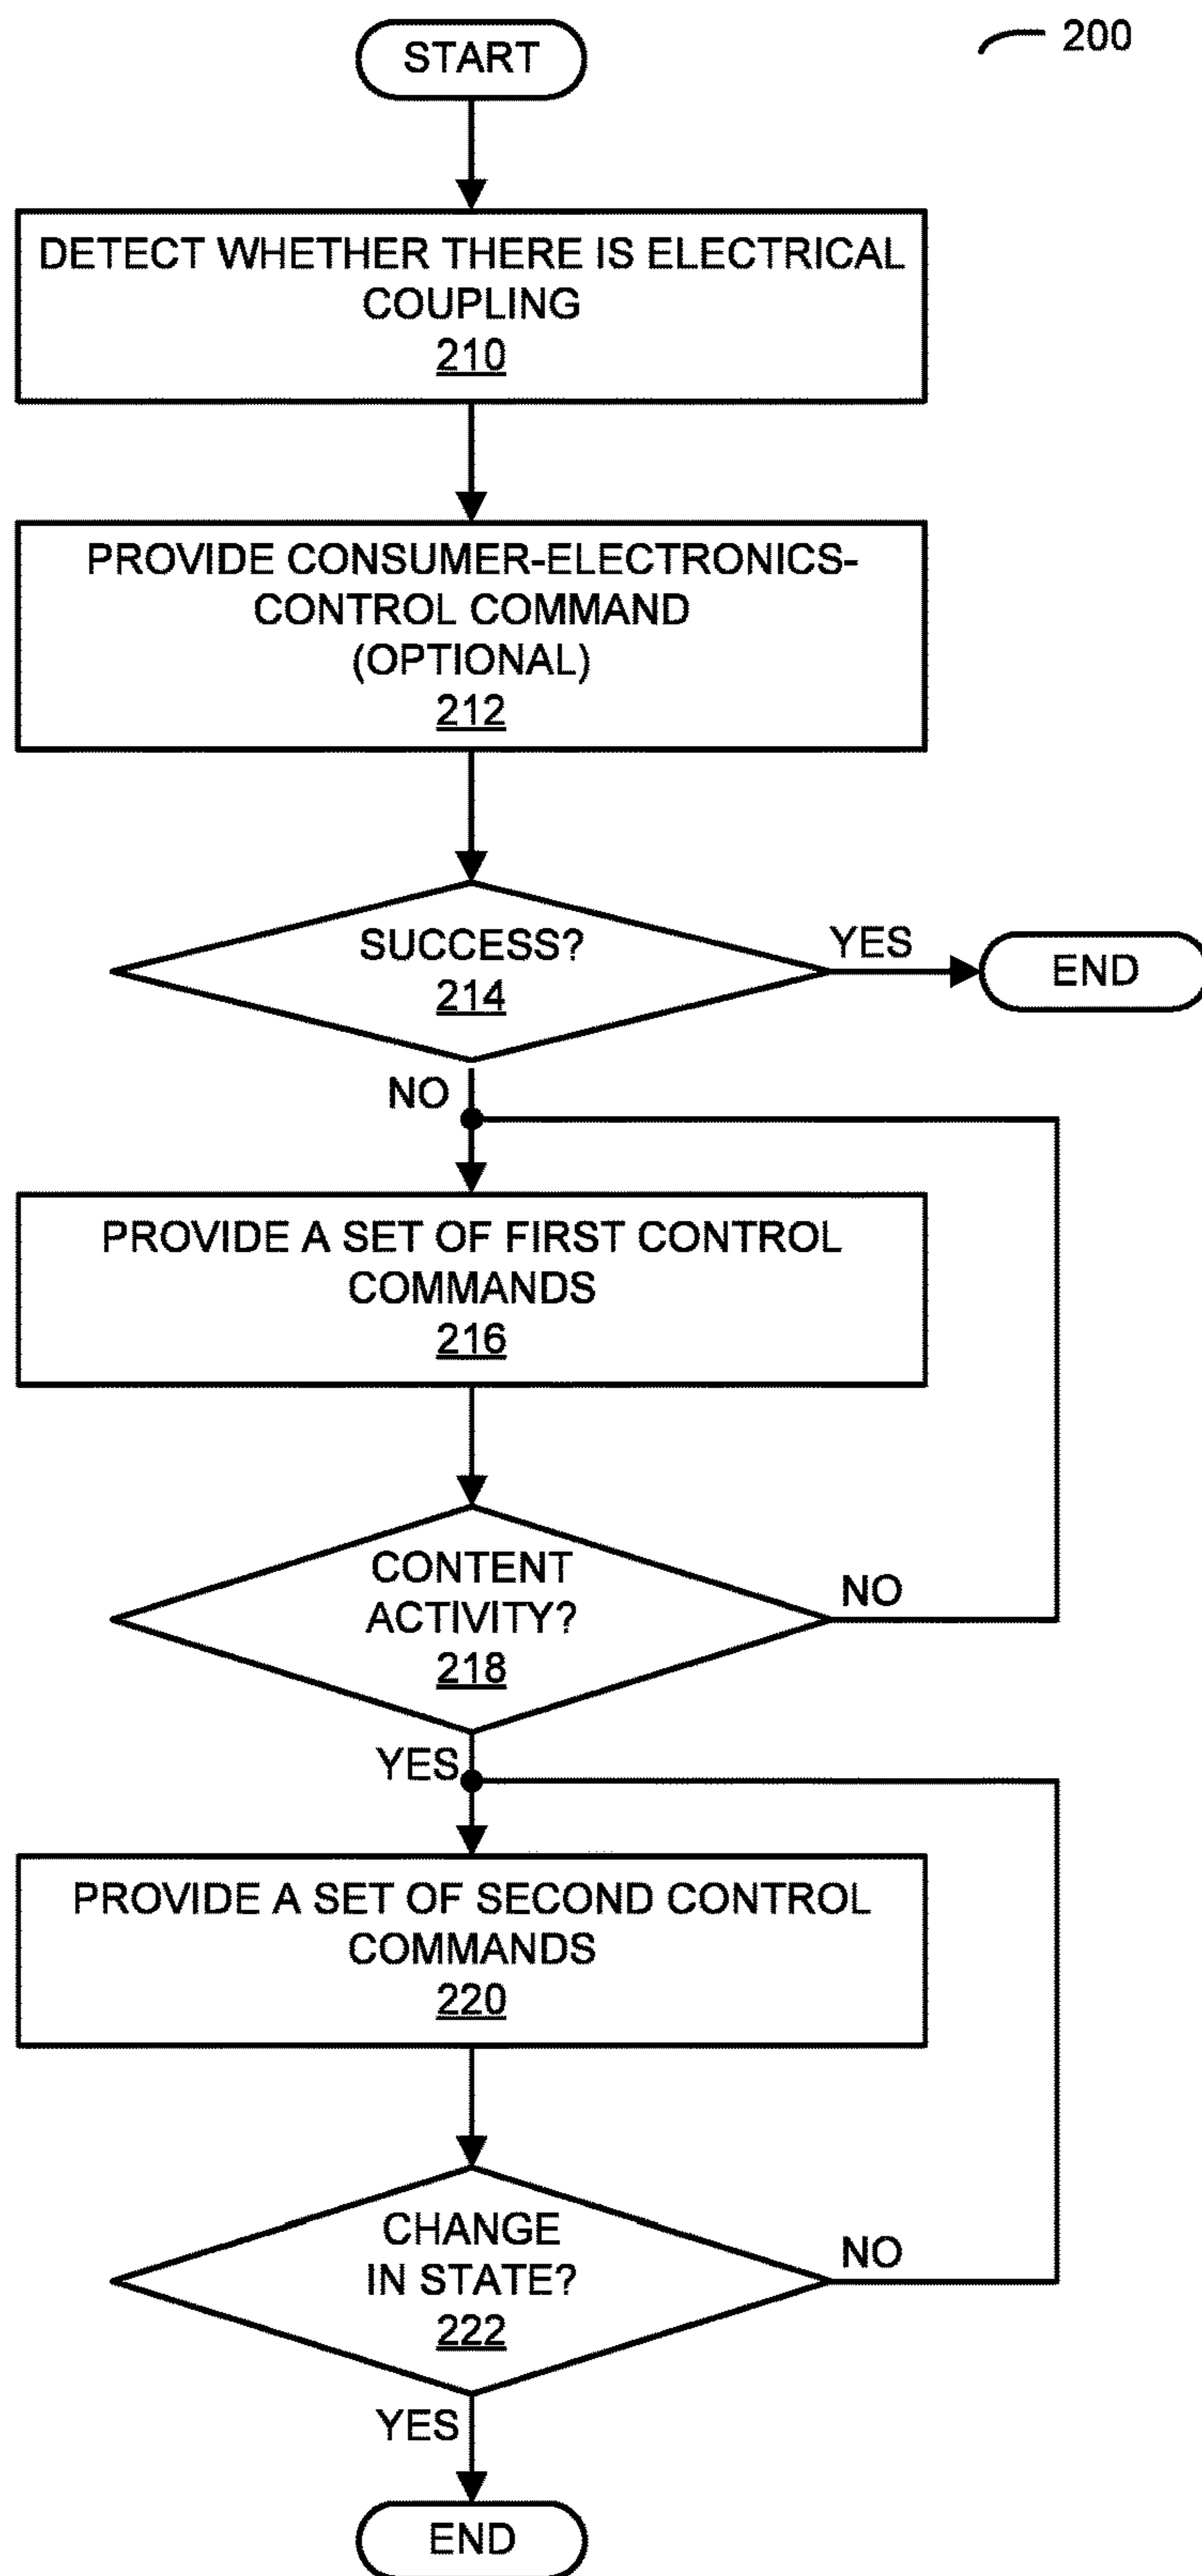 START
200
DETECT WHETHER THERE IS ELECTRICAL
COUPLING
210
PROVIDE CONSUMER-ELECTRONICS-
CONTROL COMMAND
(OPTIONAL)
212
SUCCESS?
214
YES
END
NO
PROVIDE A SET OF FIRST CONTROL
COMMANDS
216
CONTENT
ACTIVITY?
218
NO
YES
PROVIDE A SET OF SECOND CONTROL
COMMANDS
220
CHANGE
IN STATE?
222
NO
YES
END